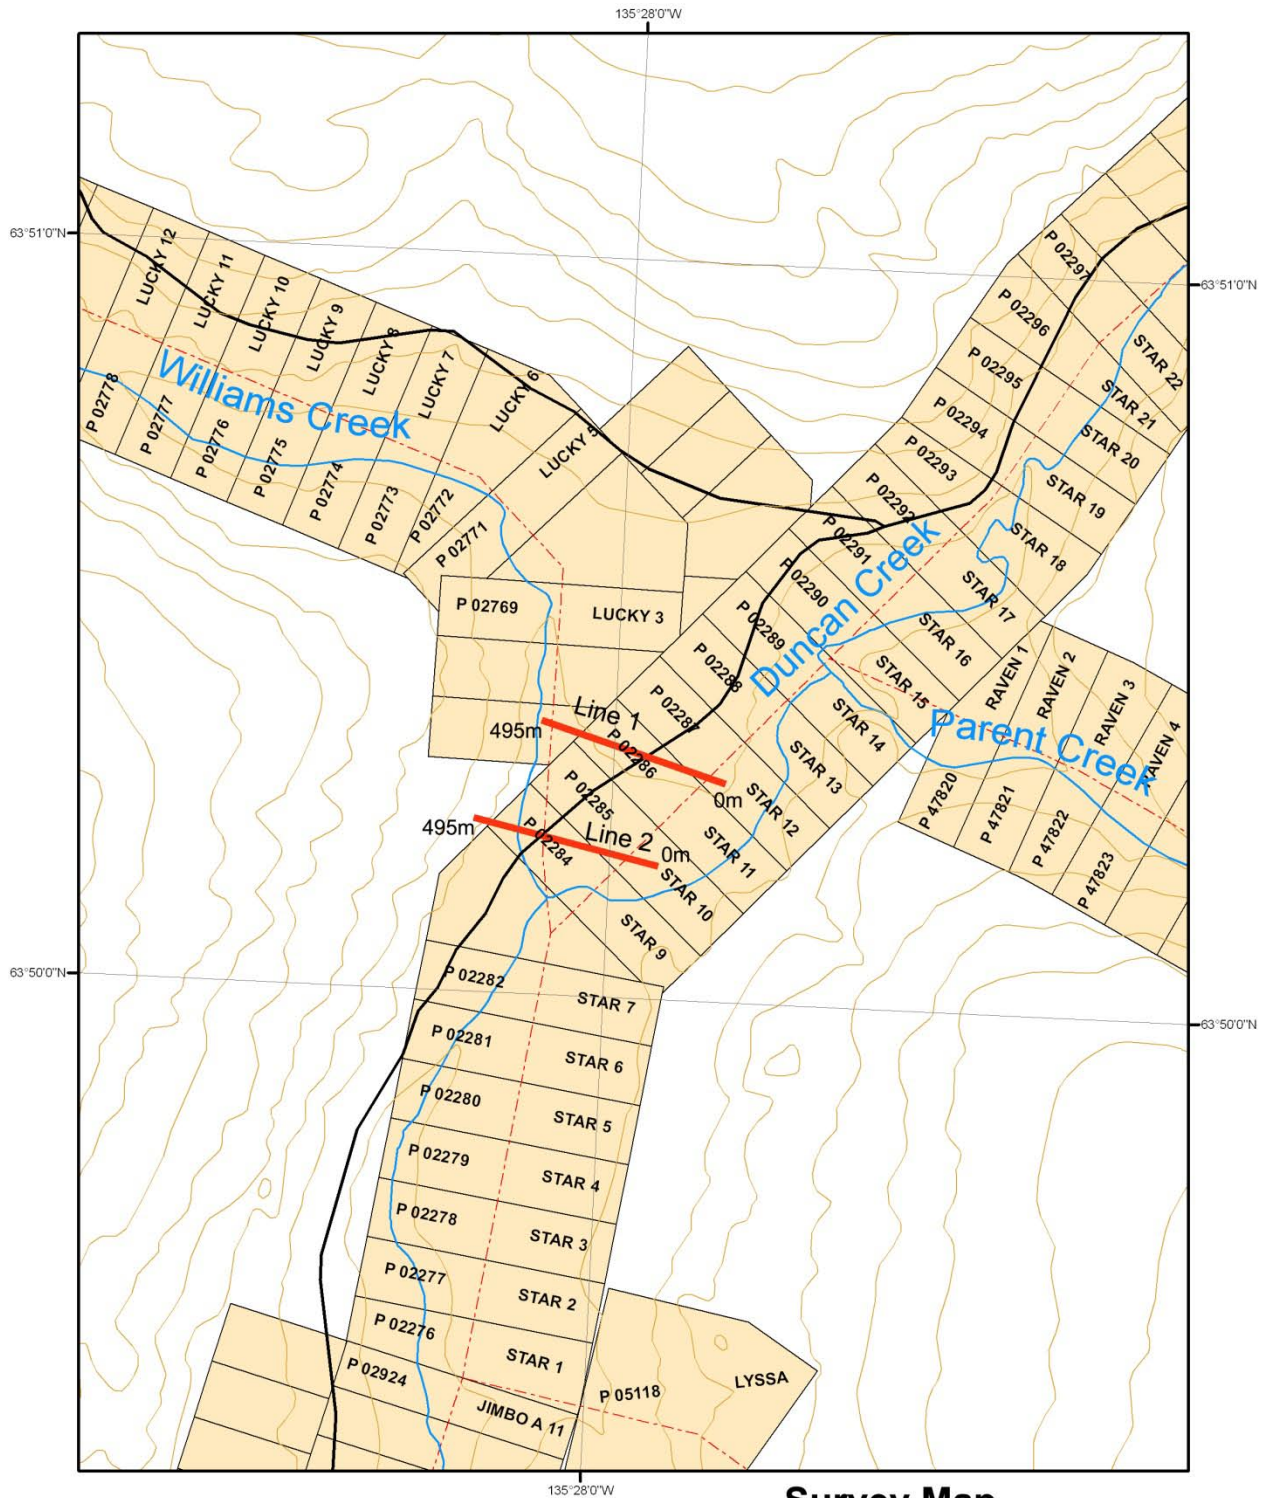 135°28'0"W
63°51'0"N
63°51'0"N
LUCKY 12
LUCKY 11
LUCKY 10
LUCKY 9
LUCKY 8
LUCKY 7
LUCKY 6
LUCKY 5
Williams Creek
P 02778
P 02777
P 02776
P 02775
P 02774
P 02773
P 02772
P 02771
P 02769
LUCKY 3
P 02297
P 02296
P 02295
P 02294
P 02293
P 02292
P 02291
P 02290
P 02289
P 02288
P 02287
P 02286
P 02285
P 02284
STAR 22
STAR 21
STAR 20
STAR 19
STAR 18
STAR 17
STAR 16
STAR 15
STAR 14
STAR 13
STAR 12
STAR 11
STAR 10
STAR 9
Duncan Creek
Parent Creek
RAVEN 1
RAVEN 2
RAVEN 3
RAVEN 4
P 47820
P 47821
P 47822
P 47823
Line 1
495m
0m
Line 2
495m
0m
63°50'0"N
63°50'0"N
P 02282
STAR 7
P 02281
STAR 6
P 02280
STAR 5
P 02279
STAR 4
P 02278
STAR 3
P 02277
STAR 2
P 02276
STAR 1
P 02924
JIMBO A 11
P 05118
LYSSA
135°28'0"W
Survey Map